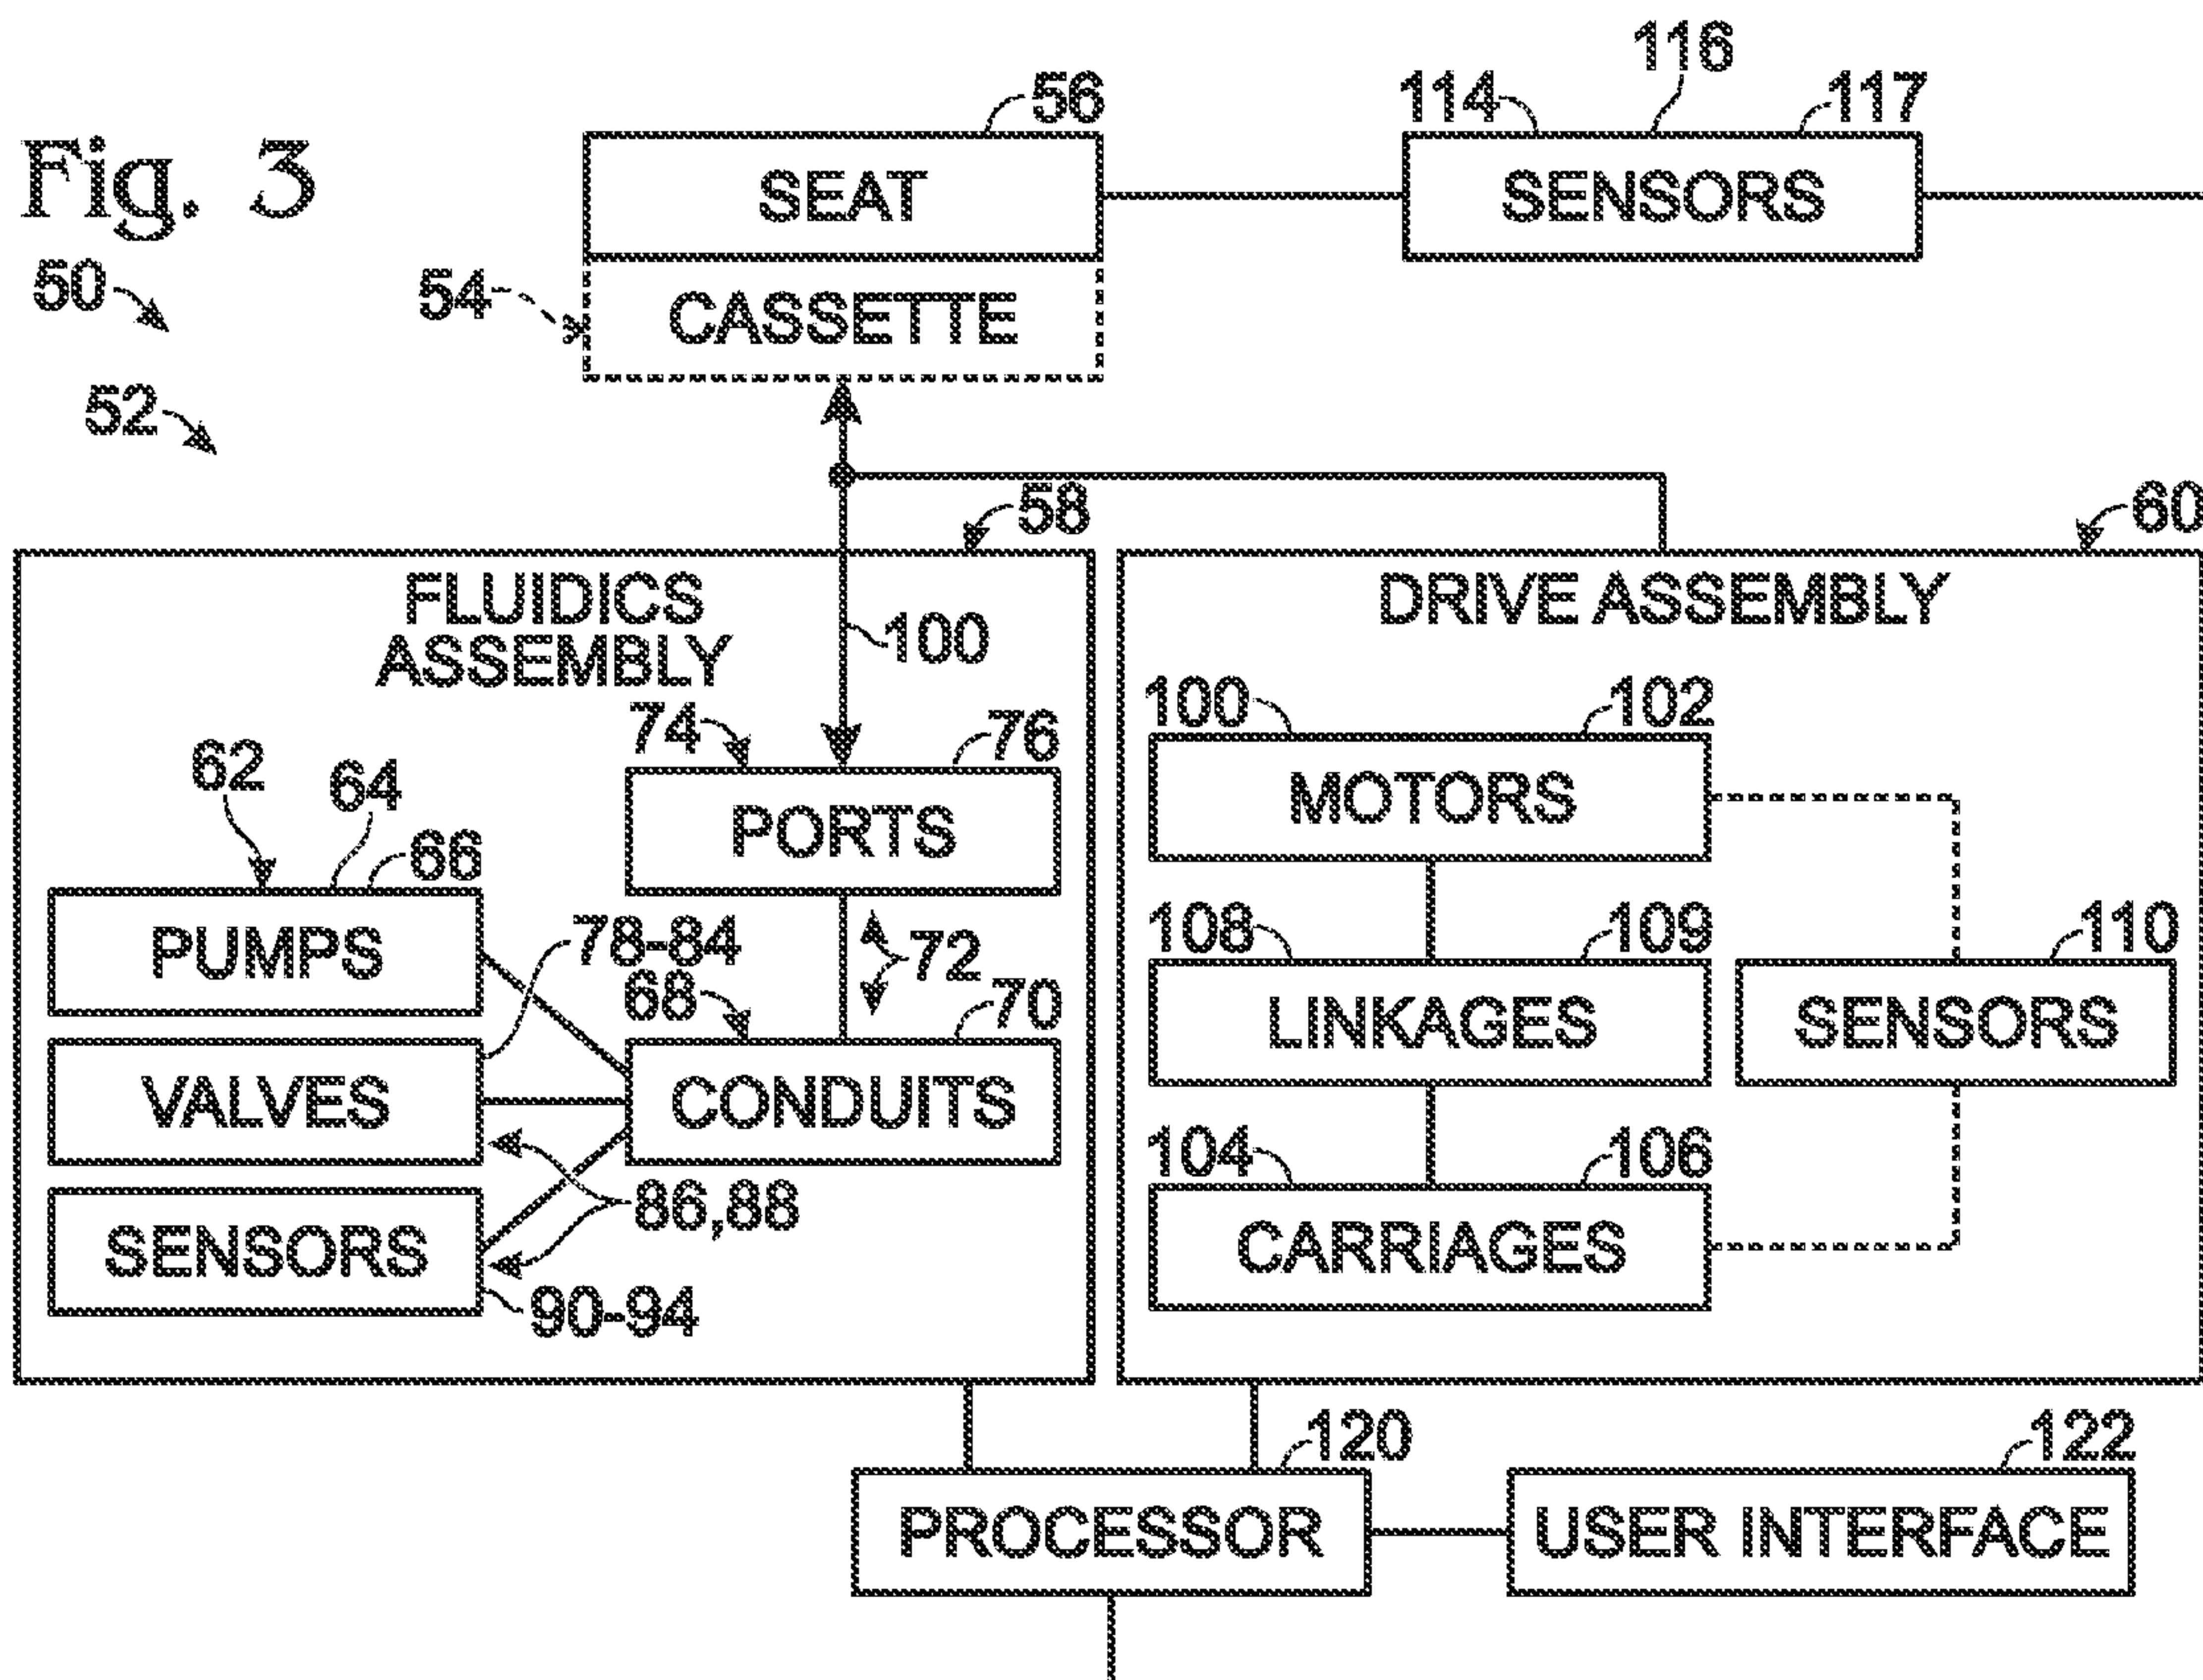 Fig. 3
50
52
56
SEAT
54
CASSETTE
114
116
117
SENSORS
58
FLUIDICS
ASSEMBLY
100
74
76
PORTS
62
64
66
PUMPS
78-84
72
68
70
VALVES
CONDUITS
86,88
SENSORS
90-94
60
DRIVE ASSEMBLY
100
102
MOTORS
108
109
LINKAGES
110
SENSORS
104
106
CARRIAGES
120
PROCESSOR
122
USER INTERFACE